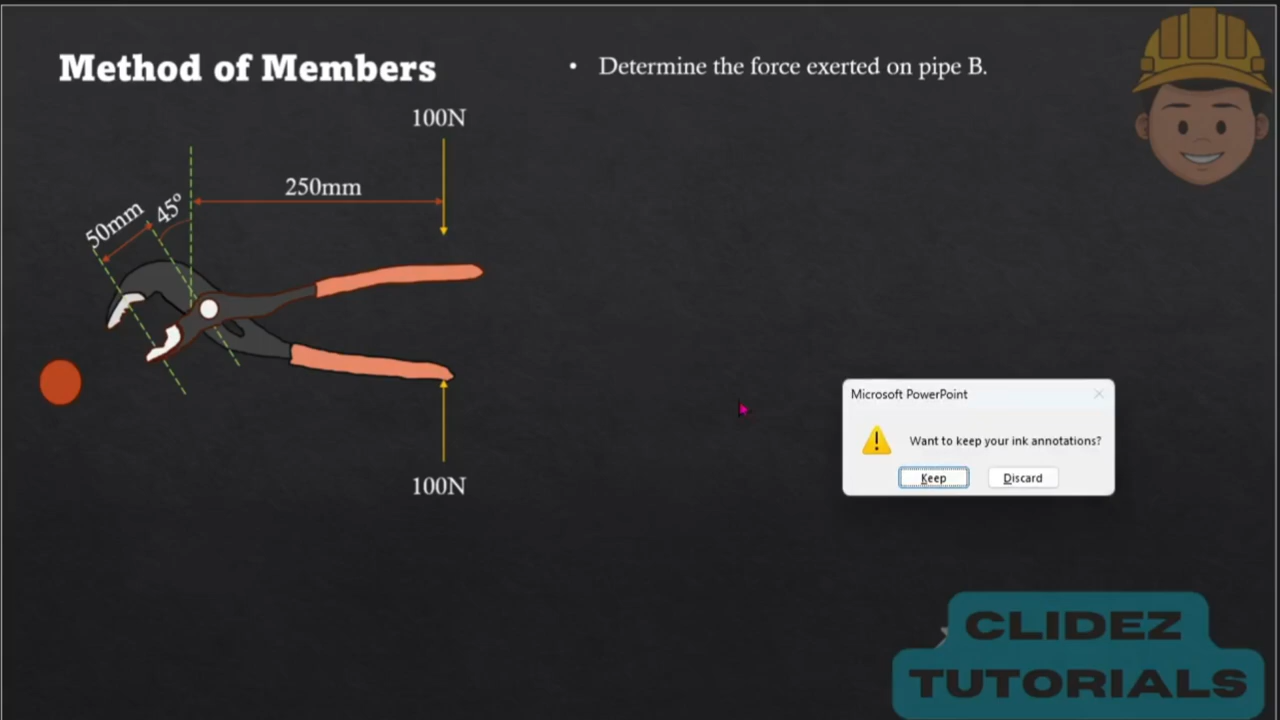 Method of Members
• Determine the force exerted on pipe B.
100N
250mm
50mm
45°
100N
Microsoft PowerPoint
Want to keep your ink annotations?
Keep
Discard
CLIDEZ
TUTORIALS